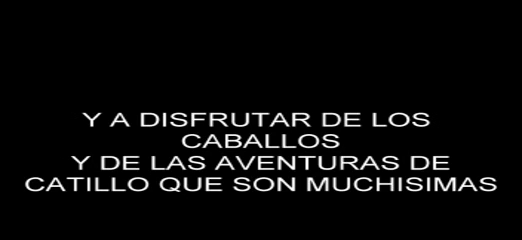 Y A DISFRUTAR DE LOS
CABALLOS
Y DE LAS AVENTURAS DE
CATILLO QUE SON MUCHISIMAS